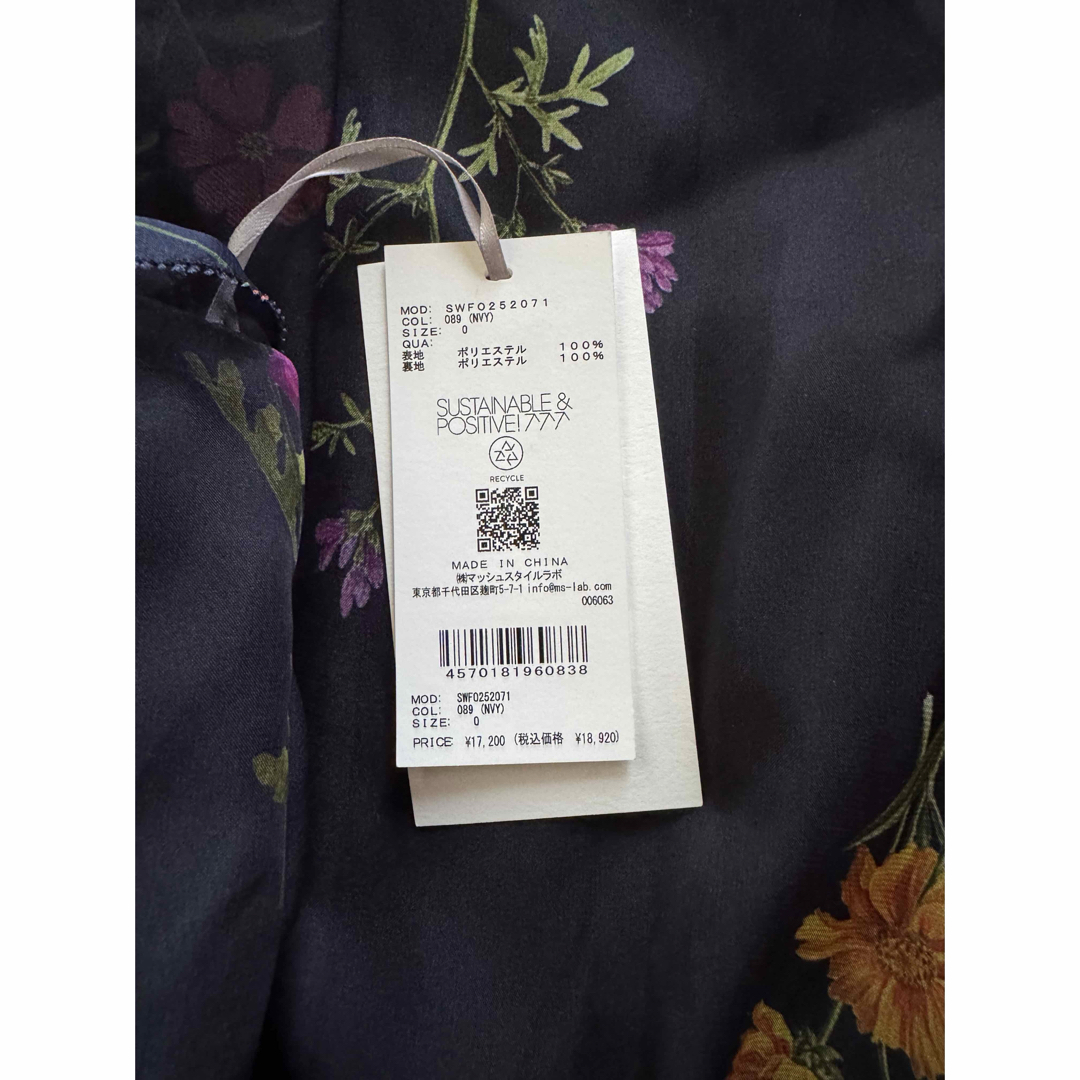 MOD: SWFO252071
COL: 089 (NVY)
SIZE: 0
QUA:
表地 ポリエステル 100%
裏地 ポリエステル 100%
SUSTAINABLE &
POSITIVE! 777
RECYCLE
MADE IN CHINA
㈱マッシュスタイルラボ
東京都千代田区麹町5-7-1 info@ms-lab.com
006063
4570181960838
MOD: SWFO252071
COL: 089 (NVY)
SIZE: 0
PRICE: ¥17,200 (税込価格 ¥18,920)